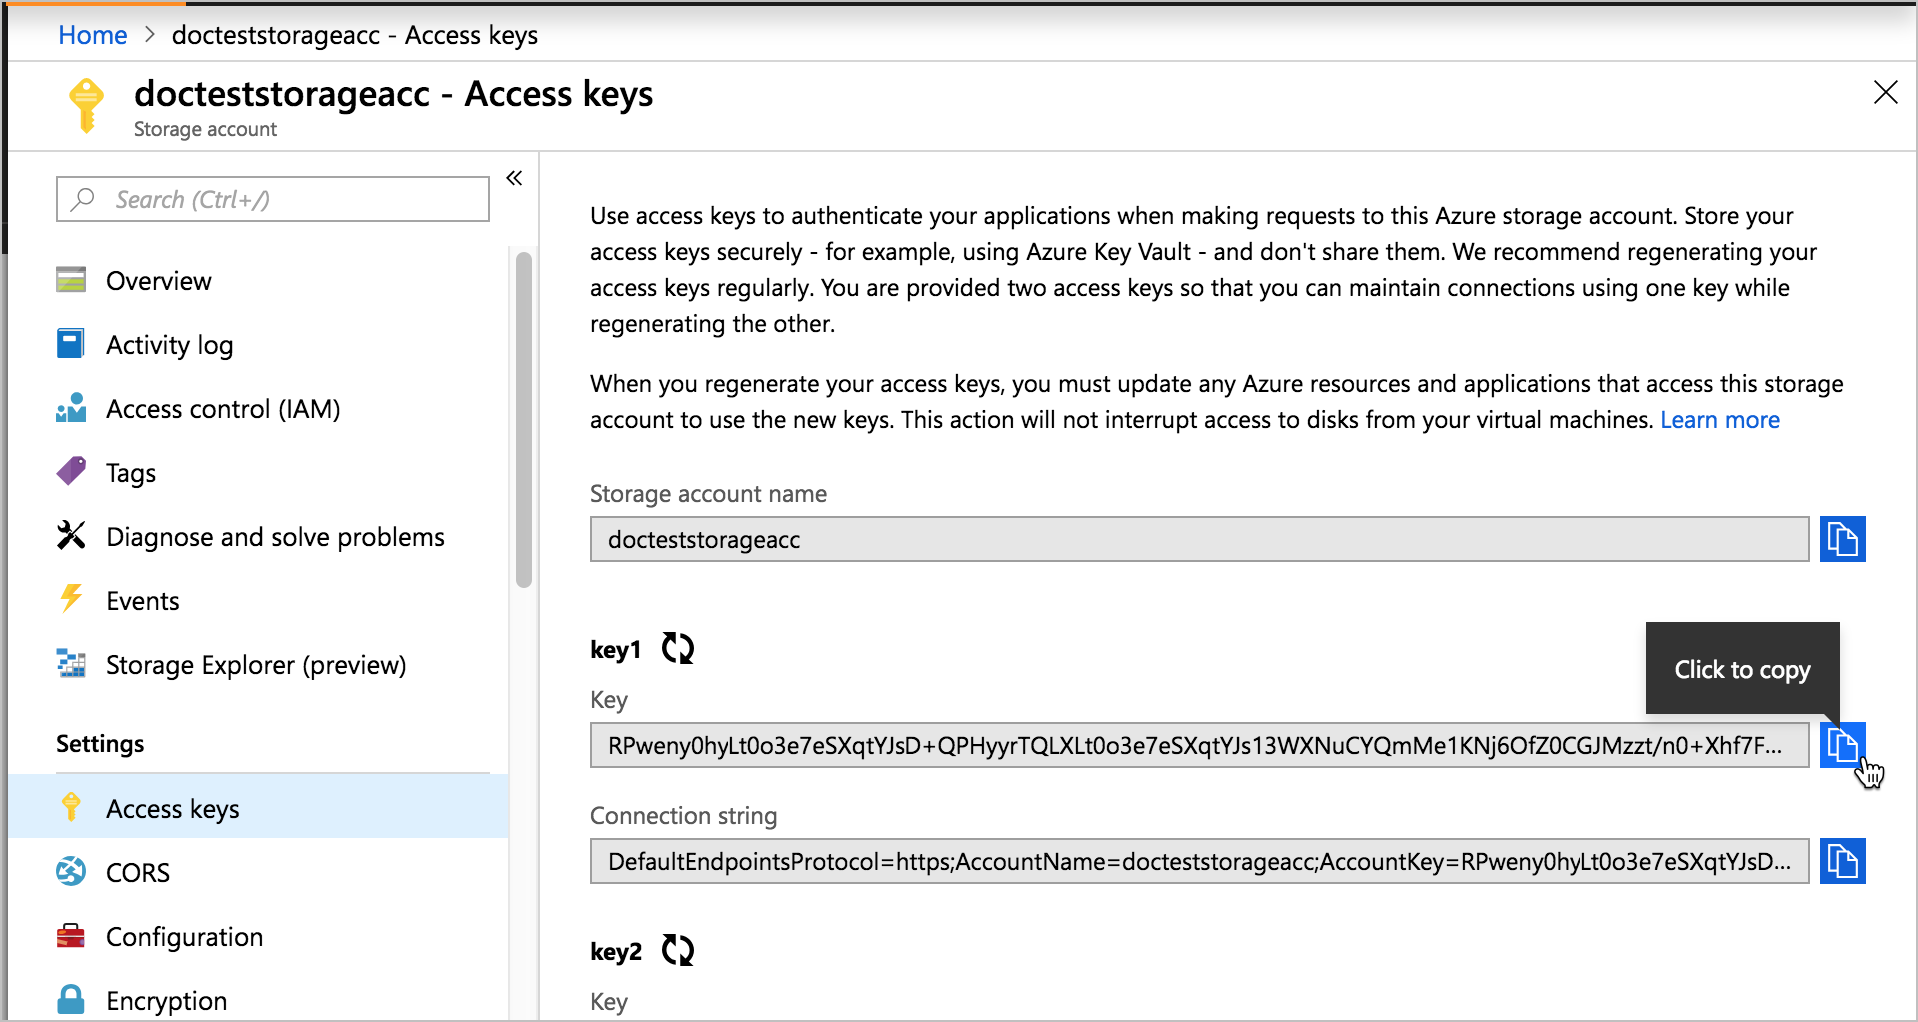 Home > docteststorageacc - Access keys
docteststorageacc - Access keys
Storage account
Search (Ctrl+/)
«
Overview
Activity log
Access control (IAM)
Tags
Diagnose and solve problems
Events
Storage Explorer (preview)
Settings
Access keys
CORS
Configuration
Encryption
Use access keys to authenticate your applications when making requests to this Azure storage account. Store your
access keys securely - for example, using Azure Key Vault - and don't share them. We recommend regenerating your
access keys regularly. You are provided two access keys so that you can maintain connections using one key while
regenerating the other.
When you regenerate your access keys, you must update any Azure resources and applications that access this storage
account to use the new keys. This action will not interrupt access to disks from your virtual machines. Learn more
Storage account name
docteststorageacc
key1
Click to copy
Key
RPweny0hyLt0o3e7eSXqtYJsD+QPHyyrTQLXLt0o3e7eSXqtYJs13WXNuCYQmMe1KNj6OfZ0CGJMzzt/n0+Xhf7F...
Connection string
DefaultEndpointsProtocol=https;AccountName=docteststorageacc;AccountKey=RPweny0hyLt0o3e7eSXqtYJsD...
key2
Key